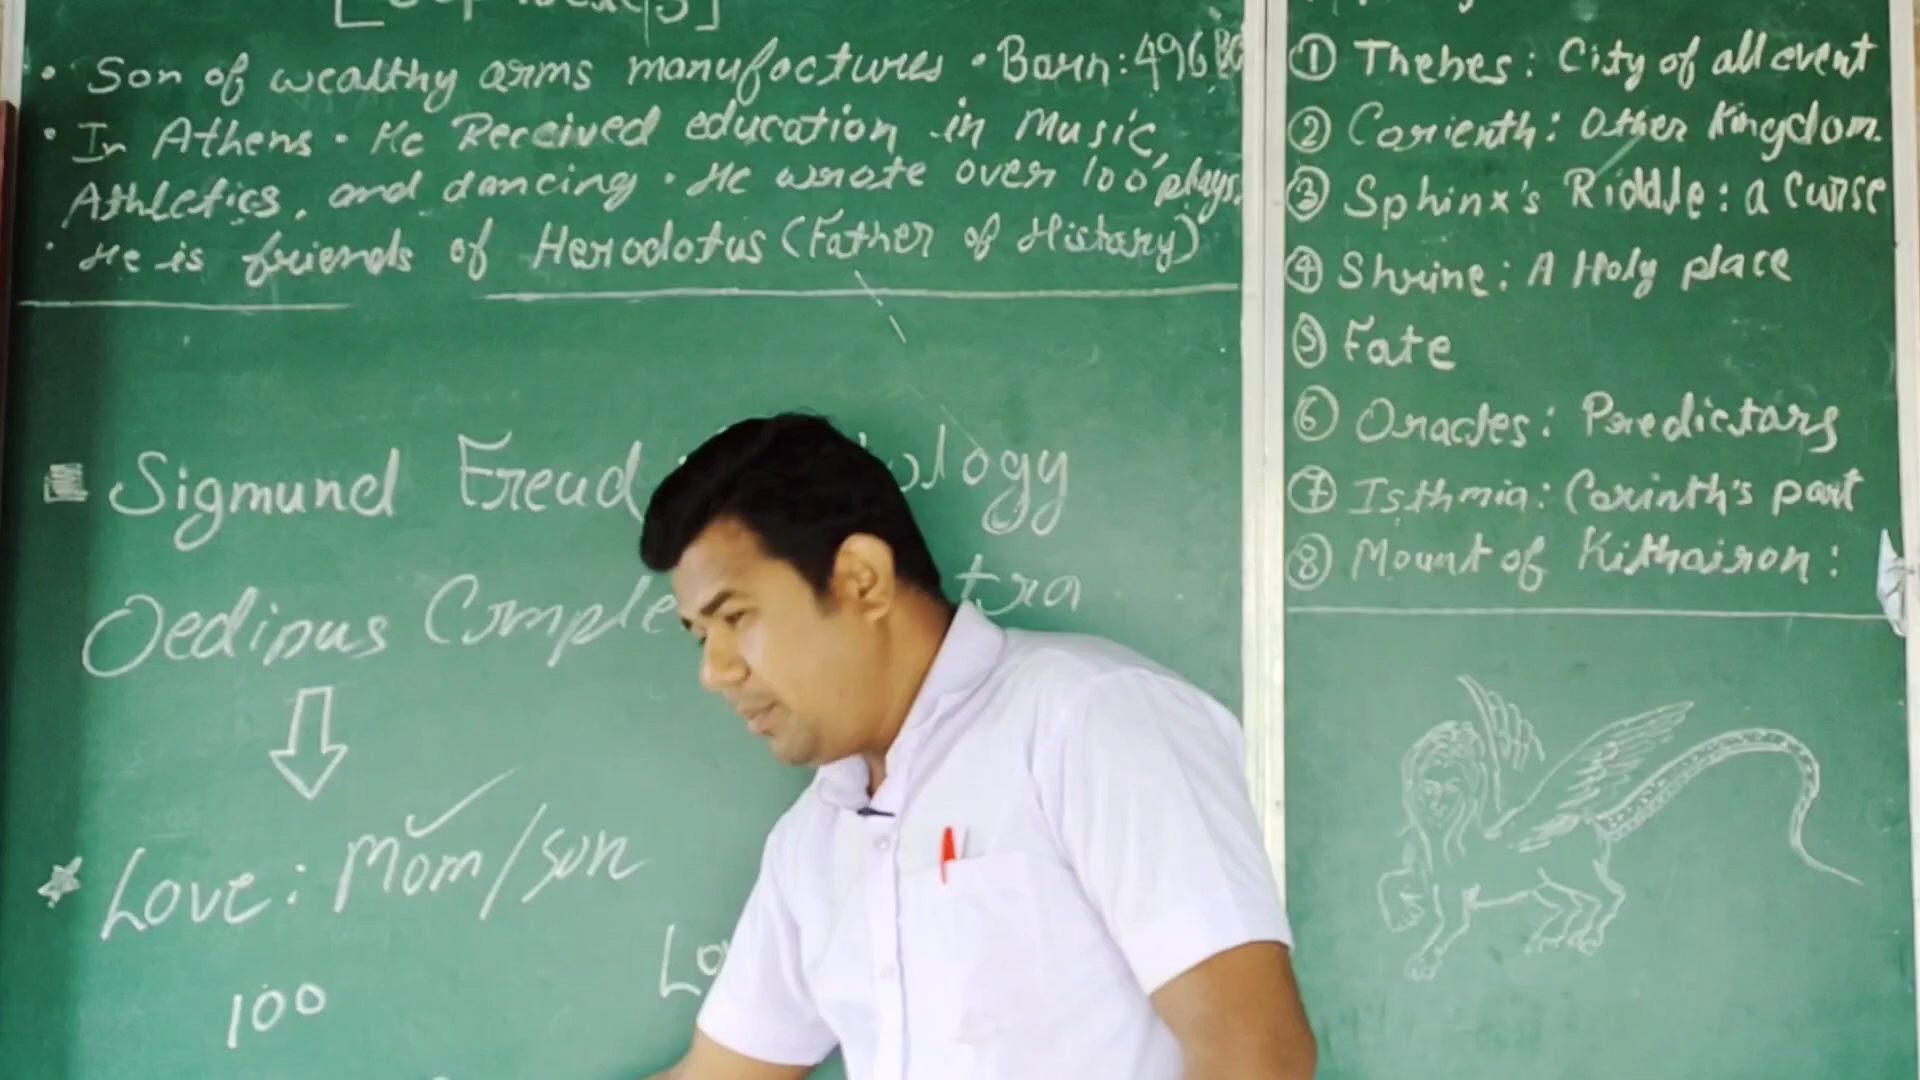 • Son of wealthy arms manufactures • Born: 496 BC
• In Athens • He Received education in Music,
Athletics, and dancing • He wrote over 100 plays.
• He is friends of Herodotus (Father of History)
Sigmund Freud
Oedipus
Love: Mom/son
100
① Thebes: City of all event
② Corienth: Other Kingdom.
③ Sphinx's Riddle: a Curse
④ Shrine: A Holy place
⑤ Fate
⑥ Oracles: Predictors
⑦ Isthmia: Corinth's part
⑧ Mount of Kithairon: